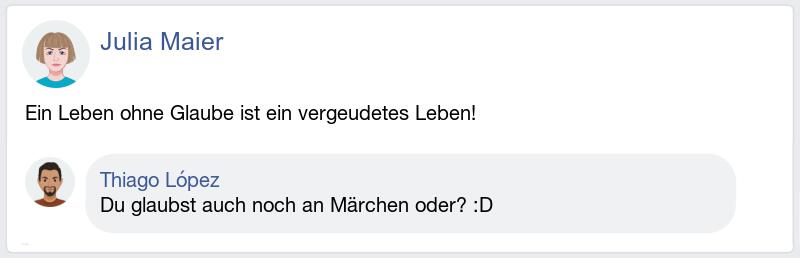 Julia Maier
Ein Leben ohne Glaube ist ein vergeudetes Leben!
Thiago López
Du glaubst auch noch an Märchen oder? :D